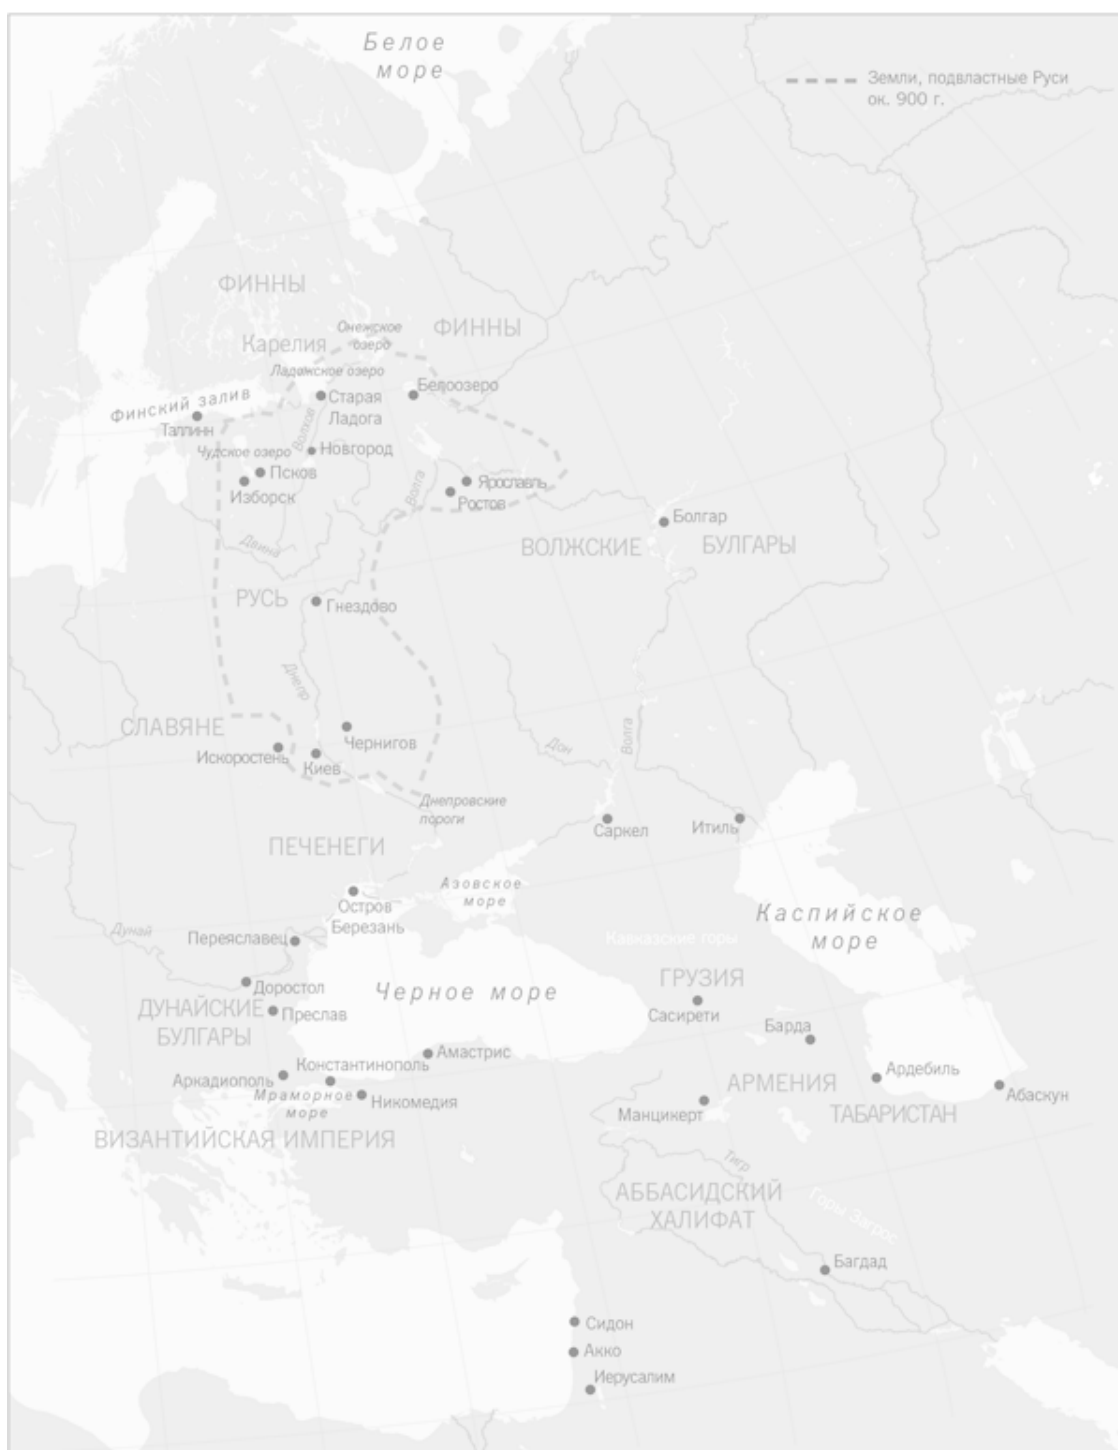 Белое
море
Земли, подвластные Руси
ок. 900 г.
ФИННЫ
Онежское
озеро
ФИННЫ
Карелия
Ладожское озеро
Белоозеро
Финский залив
Старая
Ладога
Таллинн
Волхов
Чудское озеро
Новгород
Псков
Изборск
Волга
Ярославль
Ростов
Болгар
Двина
ВОЛЖСКИЕ
БУЛГАРЫ
РУСЬ
Гнездово
Днепр
СЛАВЯНЕ
Чернигов
Искоростень
Киев
Дон
Волга
Днепровские
пороги
Саркел
Итиль
ПЕЧЕНЕГИ
Азовское
море
Остров
Березань
Каспийское
море
Дунай
Переяславец
Кавказские горы
Доростол
Черное море
ГРУЗИЯ
ДУНАЙСКИЕ
БУЛГАРЫ
Преслав
Сасирети
Барда
Константинополь
Амастрис
Аркадиополь
Мраморное
море
Никомедия
АРМЕНИЯ
Ардебиль
Абаскун
Манцикерт
ТАБАРИСТАН
ВИЗАНТИЙСКАЯ ИМПЕРИЯ
Тигр
АББАСИДСКИЙ
ХАЛИФАТ
Горы Загрос
Багдад
Сидон
Акко
Иерусалим